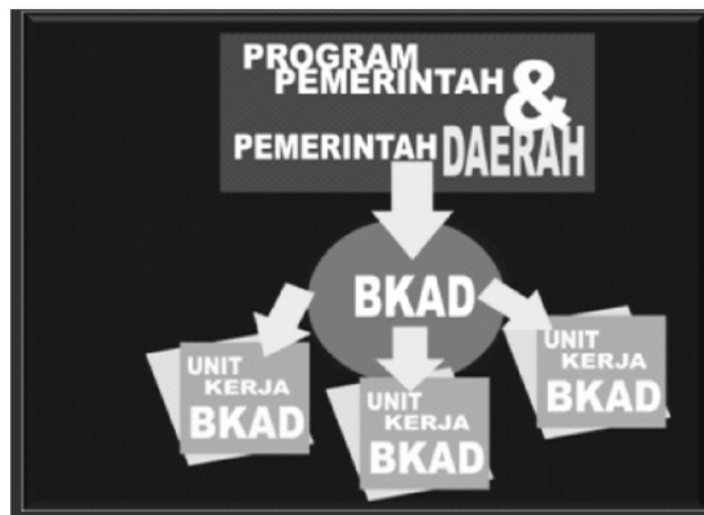 PROGRAM
PEMERINTAH &
PEMERINTAH DAERAH
BKAD
UNIT
KERJA
BKAD
UNIT
KERJA
BKAD
UNIT
KERJA
BKAD